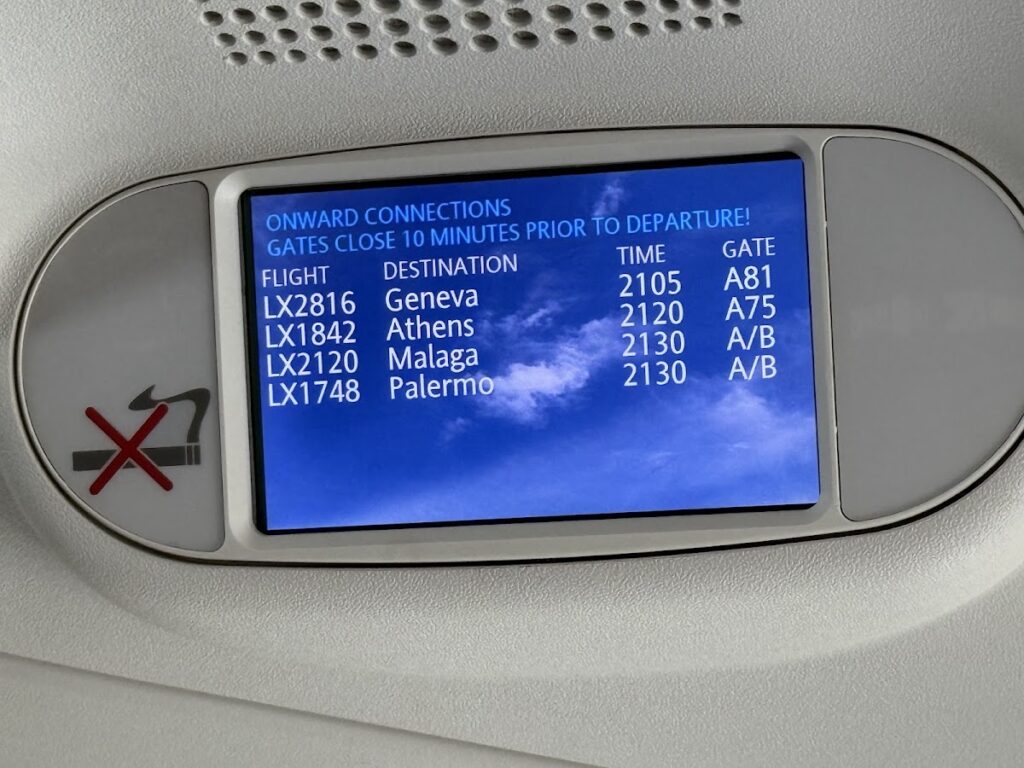 ONWARD CONNECTIONS
GATES CLOSE 10 MINUTES PRIOR TO DEPARTURE!
FLIGHT DESTINATION TIME GATE
LX2816 Geneva 2105 A81
LX1842 Athens 2120 A75
LX2120 Malaga 2130 A/B
LX1748 Palermo 2130 A/B